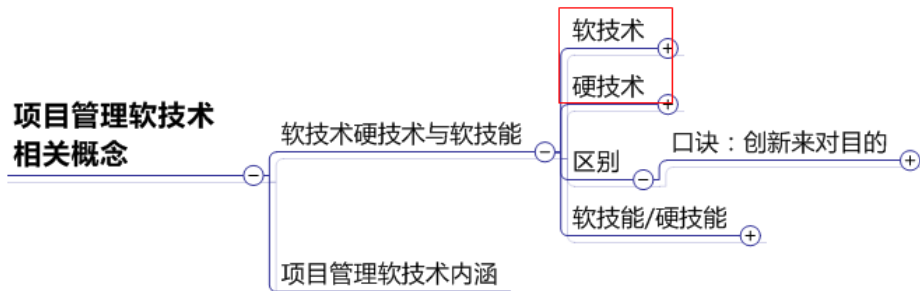 软技术
硬技术
项目管理软技术
相关概念
软技术硬技术与软技能
区别
口诀：创新来对目的
软技能/硬技能
项目管理软技术内涵